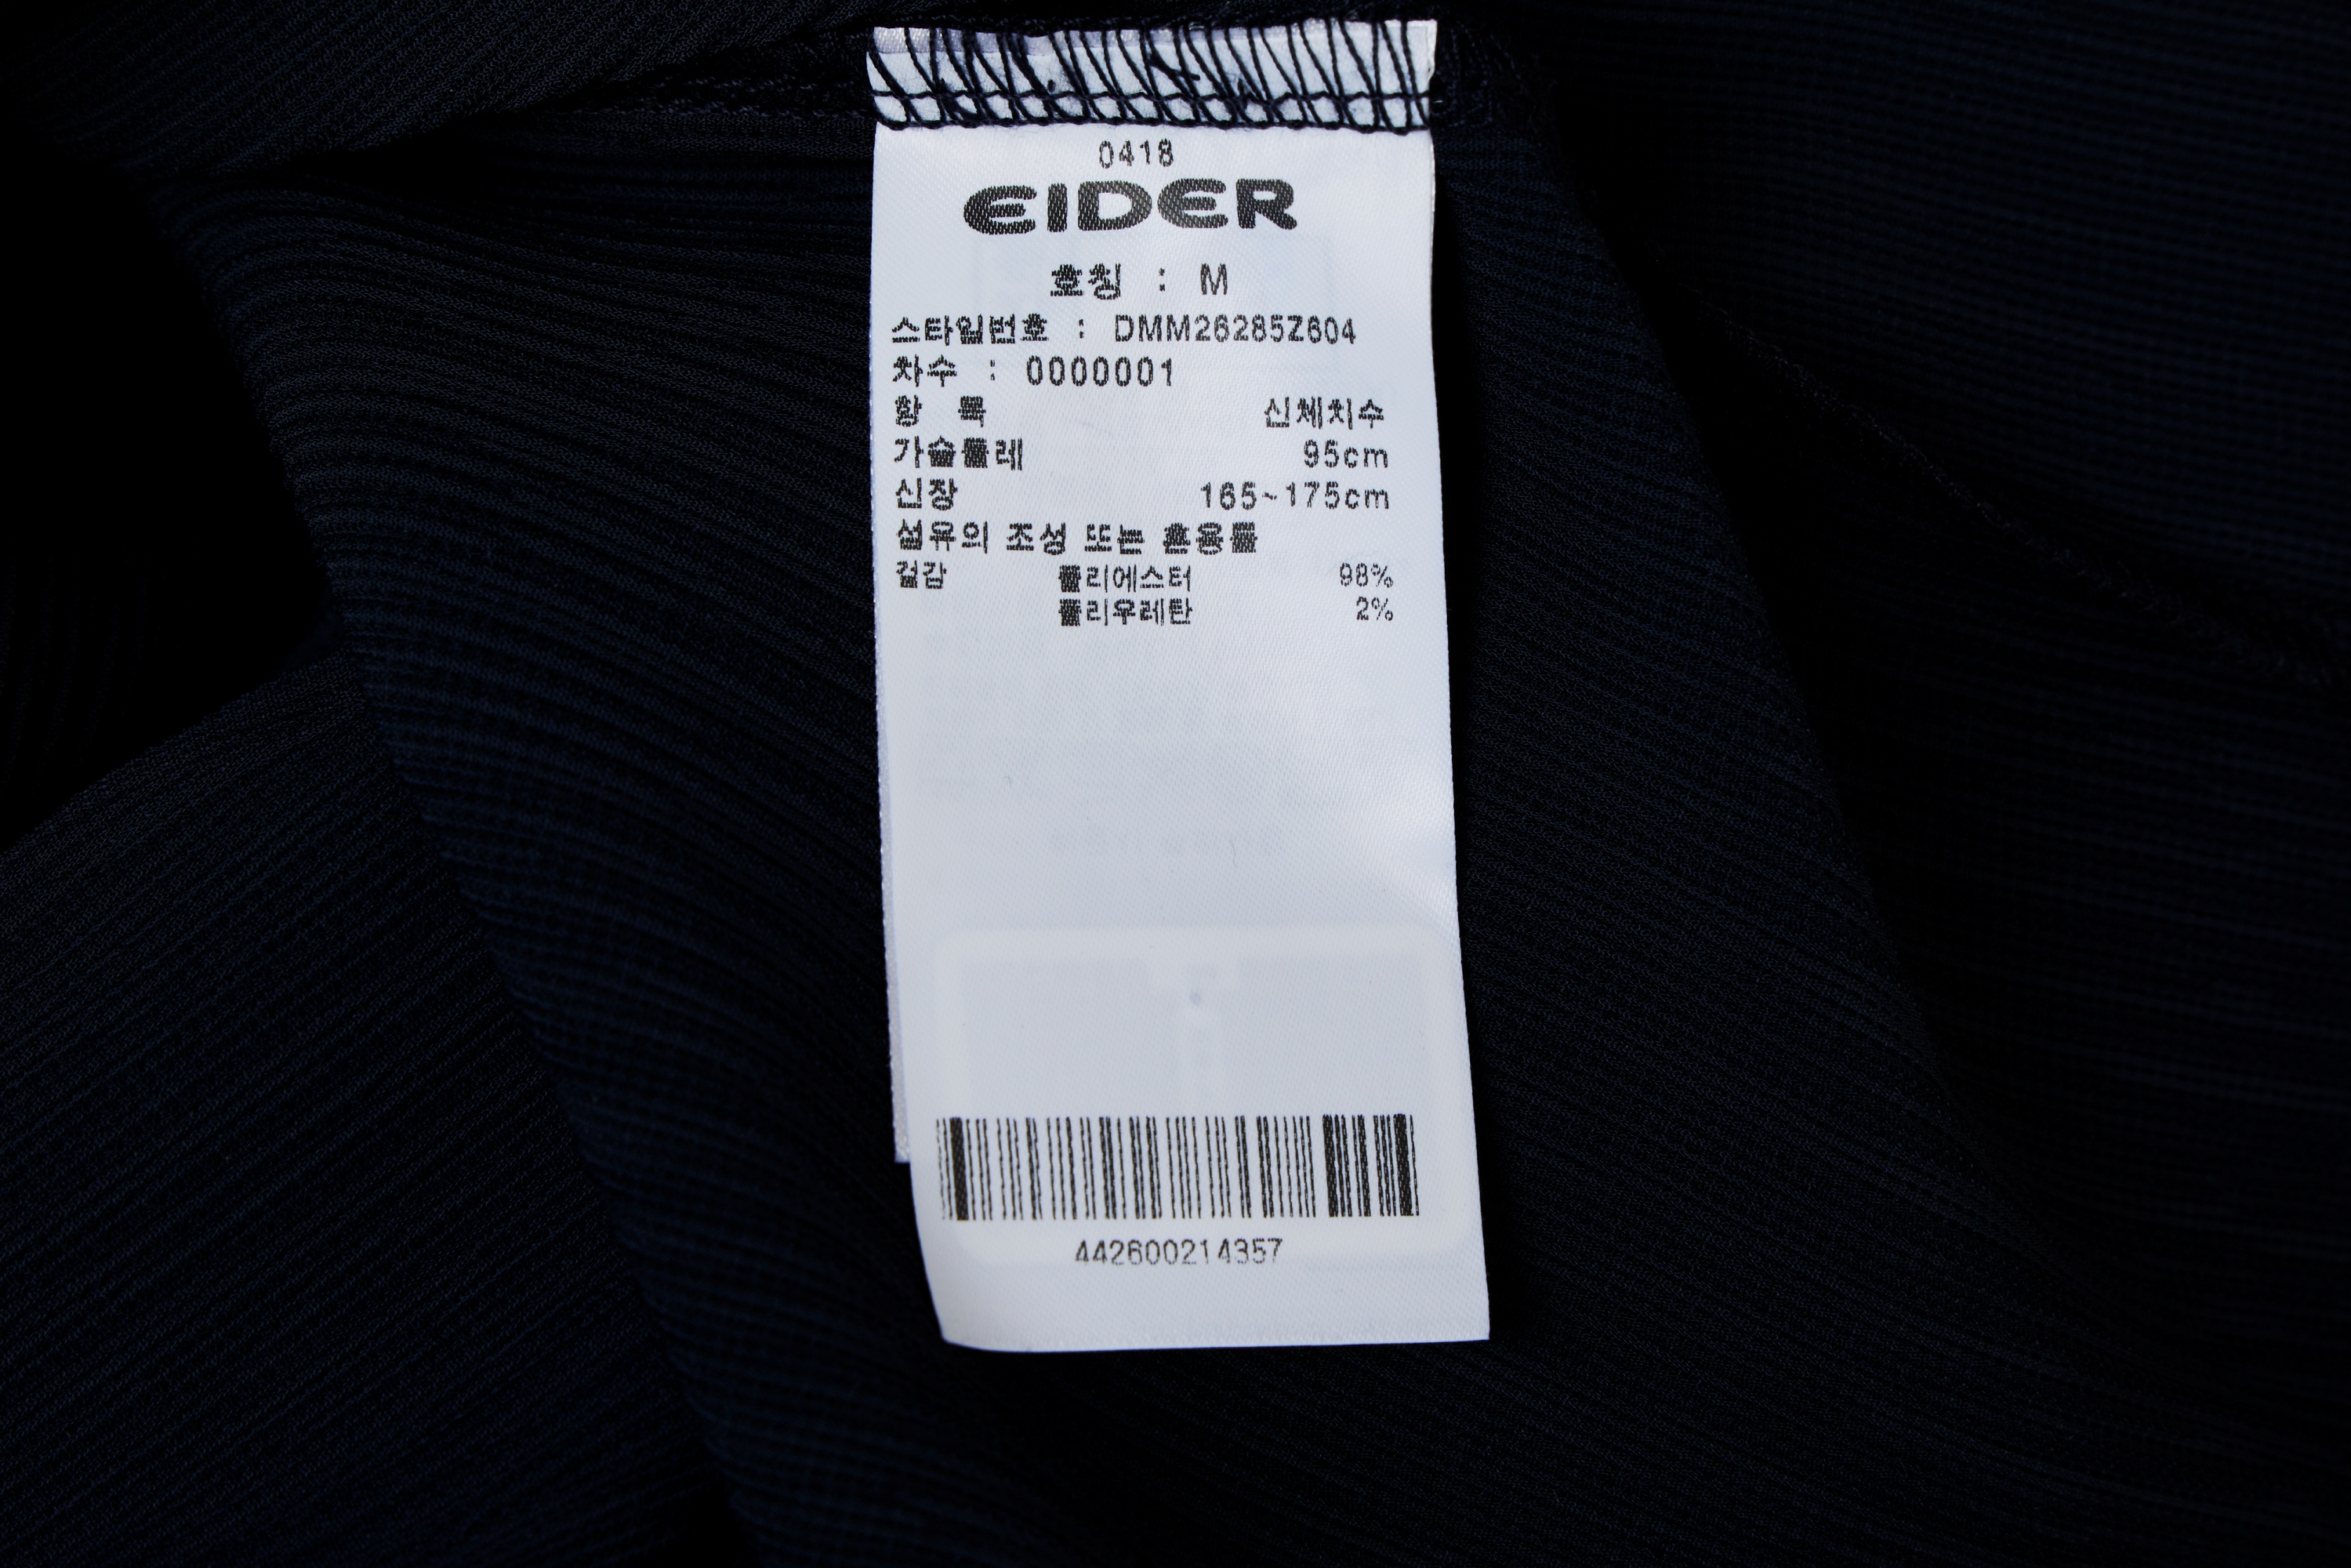 0418
EIDER
호칭 : M
스타일번호 : DMM26285Z604
차수 : 0000001
항 목 신체치수
가슴둘레 95cm
신장 165~175cm
섬유의 조성 또는 혼용률
겉감 폴리에스터 98%
폴리우레탄 2%
442600214357